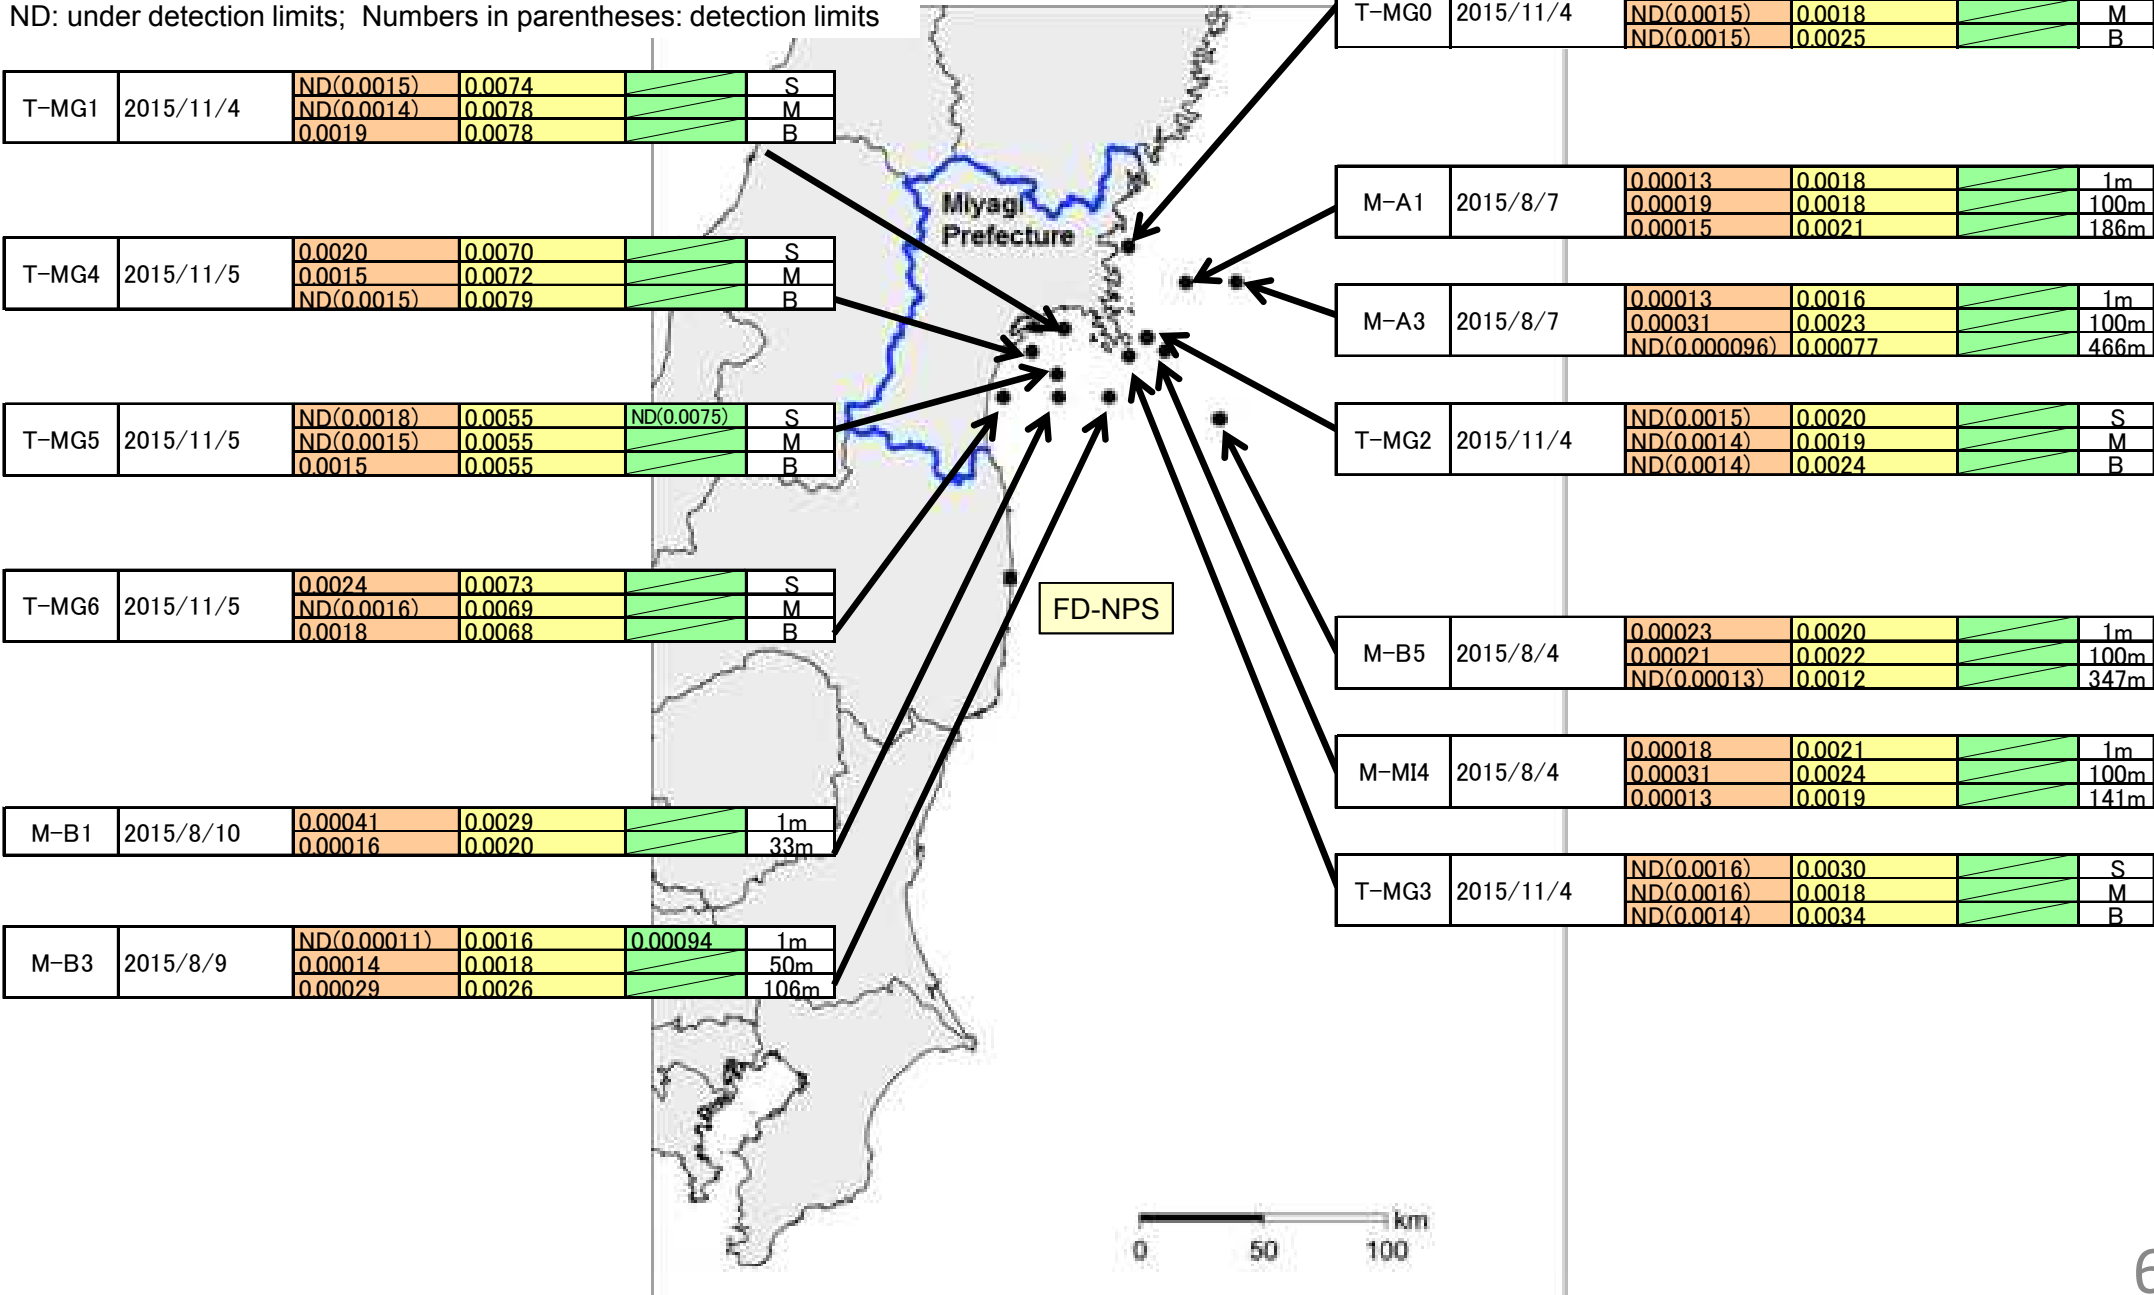 ND: under detection limits; Numbers in parentheses: detection limits
T-MG0 2015/11/4 ND(0.0015) 0.0018 M
ND(0.0015) 0.0025 B
T-MG1 2015/11/4 ND(0.0015) 0.0074 S
ND(0.0014) 0.0078 M
0.0019 0.0078 B
T-MG4 2015/11/5 0.0020 0.0070 S
0.0015 0.0072 M
ND(0.0015) 0.0079 B
T-MG5 2015/11/5 ND(0.0018) 0.0055 ND(0.0075) S
ND(0.0015) 0.0055 M
0.0015 0.0055 B
T-MG6 2015/11/5 0.0024 0.0073 S
ND(0.0016) 0.0069 M
0.0018 0.0068 B
M-B1 2015/8/10 0.00041 0.0029 1m
0.00016 0.0020 33m
M-B3 2015/8/9 ND(0.00011) 0.0016 0.00094 1m
0.00014 0.0018 50m
0.00029 0.0026 106m
Miyagi
Prefecture
FD-NPS
M-A1 2015/8/7 0.00013 0.0018 1m
0.00019 0.0018 100m
0.00015 0.0021 186m
M-A3 2015/8/7 0.00013 0.0016 1m
0.00031 0.0023 100m
ND(0.000096) 0.00077 466m
T-MG2 2015/11/4 ND(0.0015) 0.0020 S
ND(0.0014) 0.0019 M
ND(0.0014) 0.0024 B
M-B5 2015/8/4 0.00023 0.0020 1m
0.00021 0.0022 100m
ND(0.00013) 0.0012 347m
M-MI4 2015/8/4 0.00018 0.0021 1m
0.00031 0.0024 100m
0.00013 0.0019 141m
T-MG3 2015/11/4 ND(0.0016) 0.0030 S
ND(0.0016) 0.0018 M
ND(0.0014) 0.0034 B
km
0 50 100
6